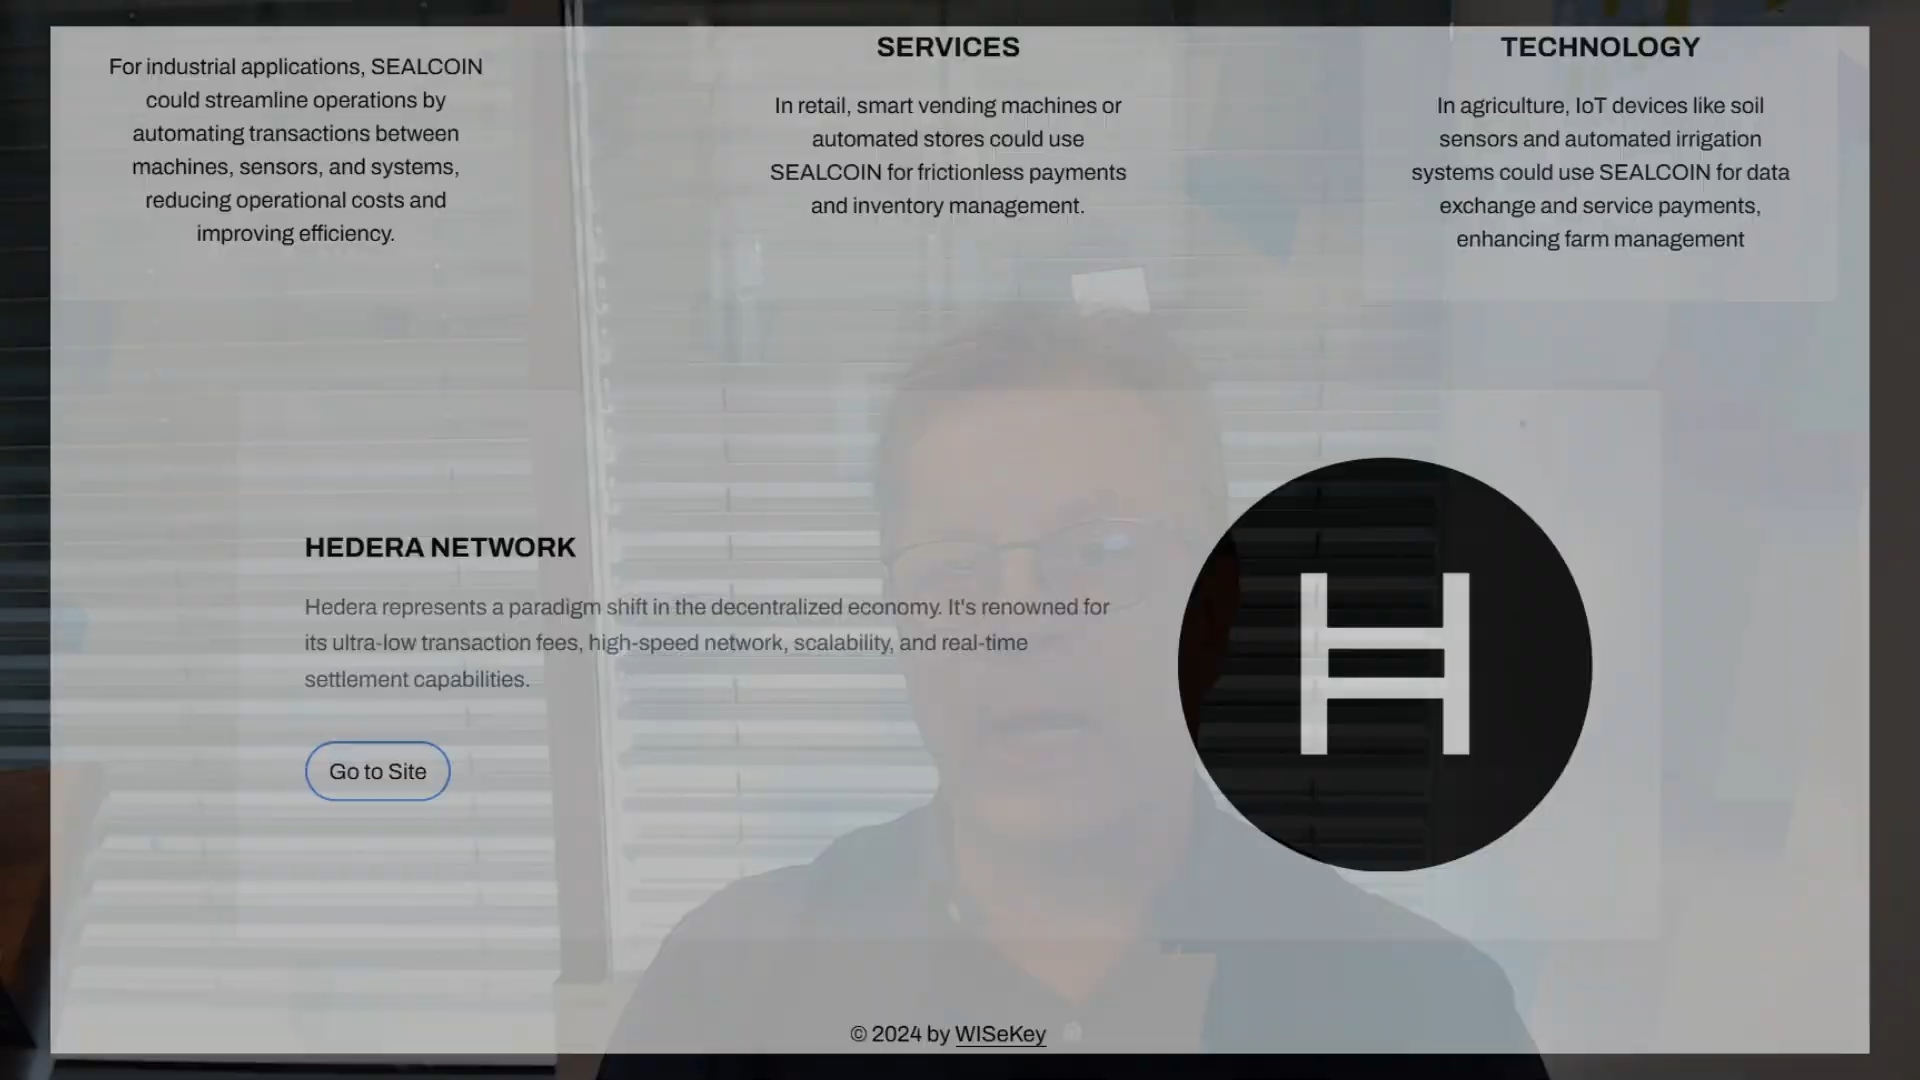 For industrial applications, SEALCOIN
could streamline operations by
automating transactions between
machines, sensors, and systems,
reducing operational costs and
improving efficiency.
SERVICES
In retail, smart vending machines or
automated stores could use
SEALCOIN for frictionless payments
and inventory management.
TECHNOLOGY
In agriculture, IoT devices like soil
sensors and automated irrigation
systems could use SEALCOIN for data
exchange and service payments,
enhancing farm management
HEDERA NETWORK
Hedera represents a paradigm shift in the decentralized economy. It's renowned for
its ultra-low transaction fees, high-speed network, scalability, and real-time
settlement capabilities.
Go to Site
H
© 2024 by WISeKey